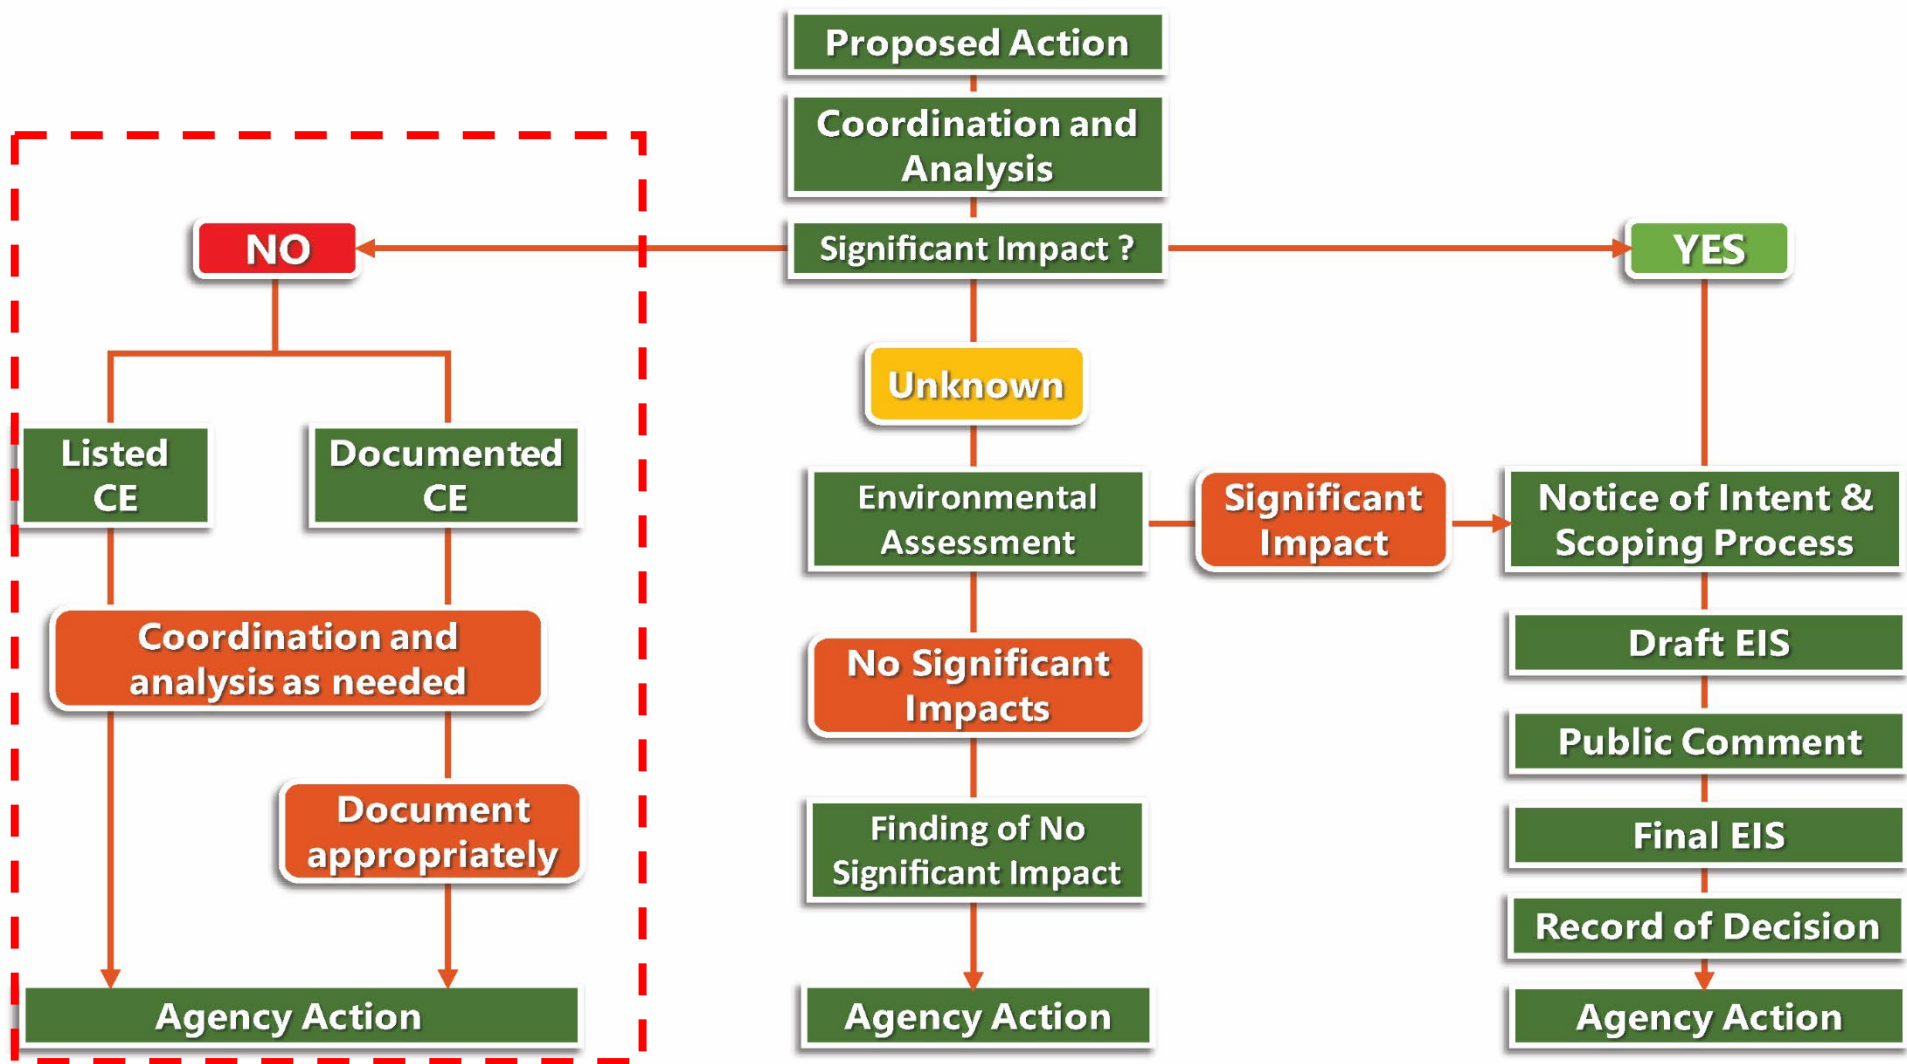 Proposed Action
Coordination and
Analysis
Significant Impact ?
NO
YES
Unknown
Listed
CE
Documented
CE
Environmental
Assessment
Significant
Impact
Notice of Intent &
Scoping Process
Coordination and
analysis as needed
No Significant
Impacts
Draft EIS
Public Comment
Document
appropriately
Finding of No
Significant Impact
Final EIS
Record of Decision
Agency Action
Agency Action
Agency Action